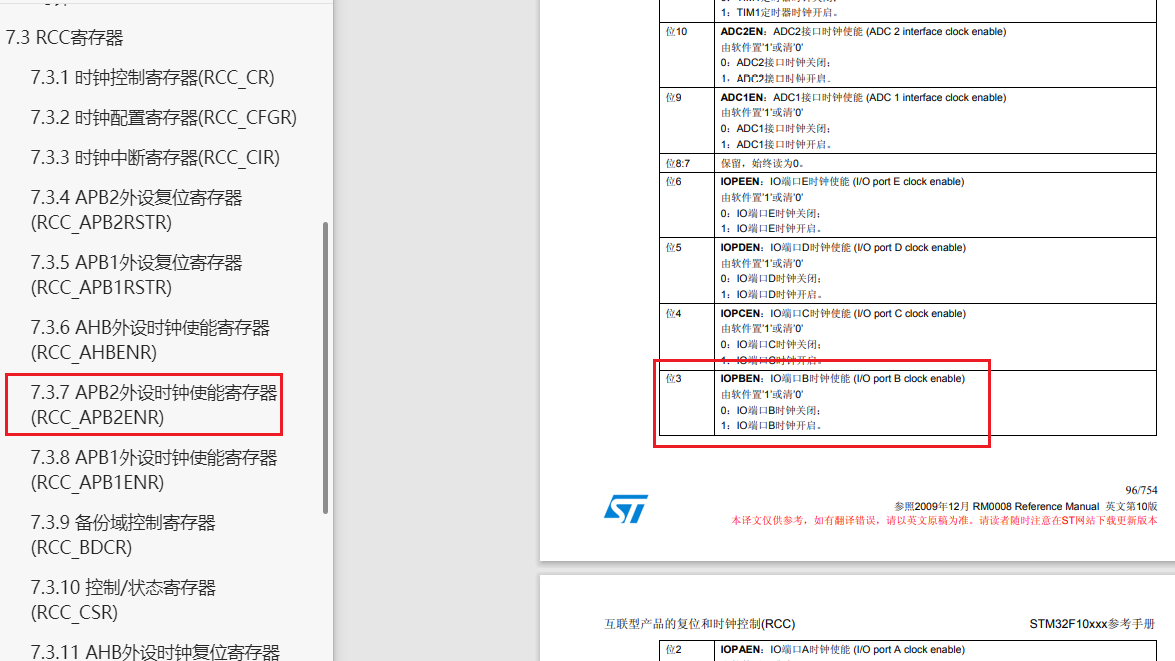 7.3 RCC寄存器
7.3.1 时钟控制寄存器(RCC_CR)
7.3.2 时钟配置寄存器(RCC_CFGR)
7.3.3 时钟中断寄存器(RCC_CIR)
7.3.4 APB2外设复位寄存器
(RCC_APB2RSTR)
7.3.5 APB1外设复位寄存器
(RCC_APB1RSTR)
7.3.6 AHB外设时钟使能寄存器
(RCC_AHBENR)
7.3.7 APB2外设时钟使能寄存器
(RCC_APB2ENR)
7.3.8 APB1外设时钟使能寄存器
(RCC_APB1ENR)
7.3.9 备份域控制寄存器
(RCC_BDCR)
7.3.10 控制/状态寄存器
(RCC_CSR)
7.3.11 AHB外设时钟复位寄存器
1：TIM1定时器时钟开启。
位10 ADC2EN：ADC2接口时钟使能 (ADC 2 interface clock enable)
由软件置'1'或清'0'
0：ADC2接口时钟关闭；
1：ADC2接口时钟开启。
位9 ADC1EN：ADC1接口时钟使能 (ADC 1 interface clock enable)
由软件置'1'或清'0'
0：ADC1接口时钟关闭；
1：ADC1接口时钟开启。
位8:7 保留，始终读为0。
位6 IOPEEN：IO端口E时钟使能 (I/O port E clock enable)
由软件置'1'或清'0'
0：IO端口E时钟关闭；
1：IO端口E时钟开启。
位5 IOPDEN：IO端口D时钟使能 (I/O port D clock enable)
由软件置'1'或清'0'
0：IO端口D时钟关闭；
1：IO端口D时钟开启。
位4 IOPCEN：IO端口C时钟使能 (I/O port C clock enable)
由软件置'1'或清'0'
0：IO端口C时钟关闭；
1：IO端口C时钟开启。
位3 IOPBEN：IO端口B时钟使能 (I/O port B clock enable)
由软件置'1'或清'0'
0：IO端口B时钟关闭；
1：IO端口B时钟开启。
96/754
ST 参照2009年12月 RM0008 Reference Manual 英文第10版
本译文仅供参考，如有翻译错误，请以英文原稿为准。请读者随时注意在ST网站下载更新版本
互联型产品的复位和时钟控制(RCC) STM32F10xxx参考手册
位2 IOPAEN：IO端口A时钟使能 (I/O port A clock enable)